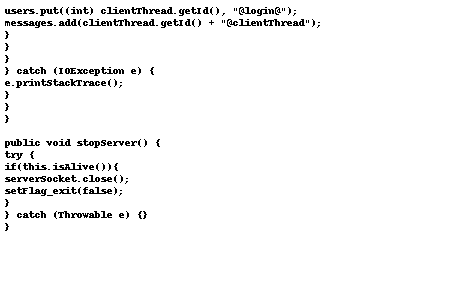 users.put((int) clientThread.getId(), "@login@");
messages.add(clientThread.getId() + "@clientThread");
}
}
}
} catch (IOException e) {
e.printStackTrace();
}
}
}

public void stopServer() {
try {
if(this.isAlive()){
serverSocket.close();
setFlag_exit(false);
}
} catch (Throwable e) {}
}